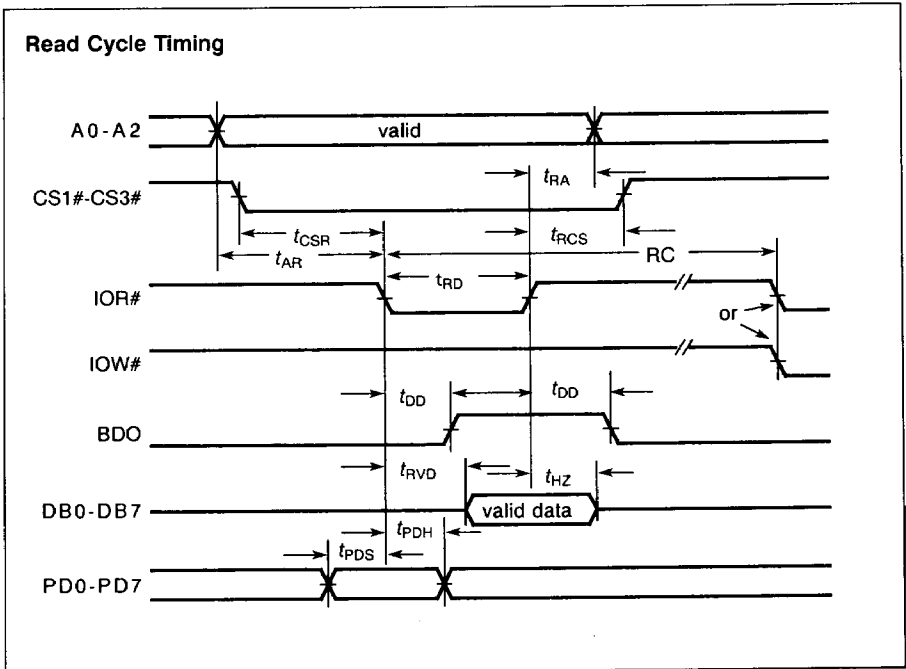 Read Cycle Timing
A0-A2
valid
tRA
CS1#-CS3#
tCSR
tRCS
tAR
RC
tRD
IOR#
or
IOW#
tDD
tDD
BDO
tRVD
tHZ
DB0-DB7
valid data
tPDH
tPDS
PD0-PD7